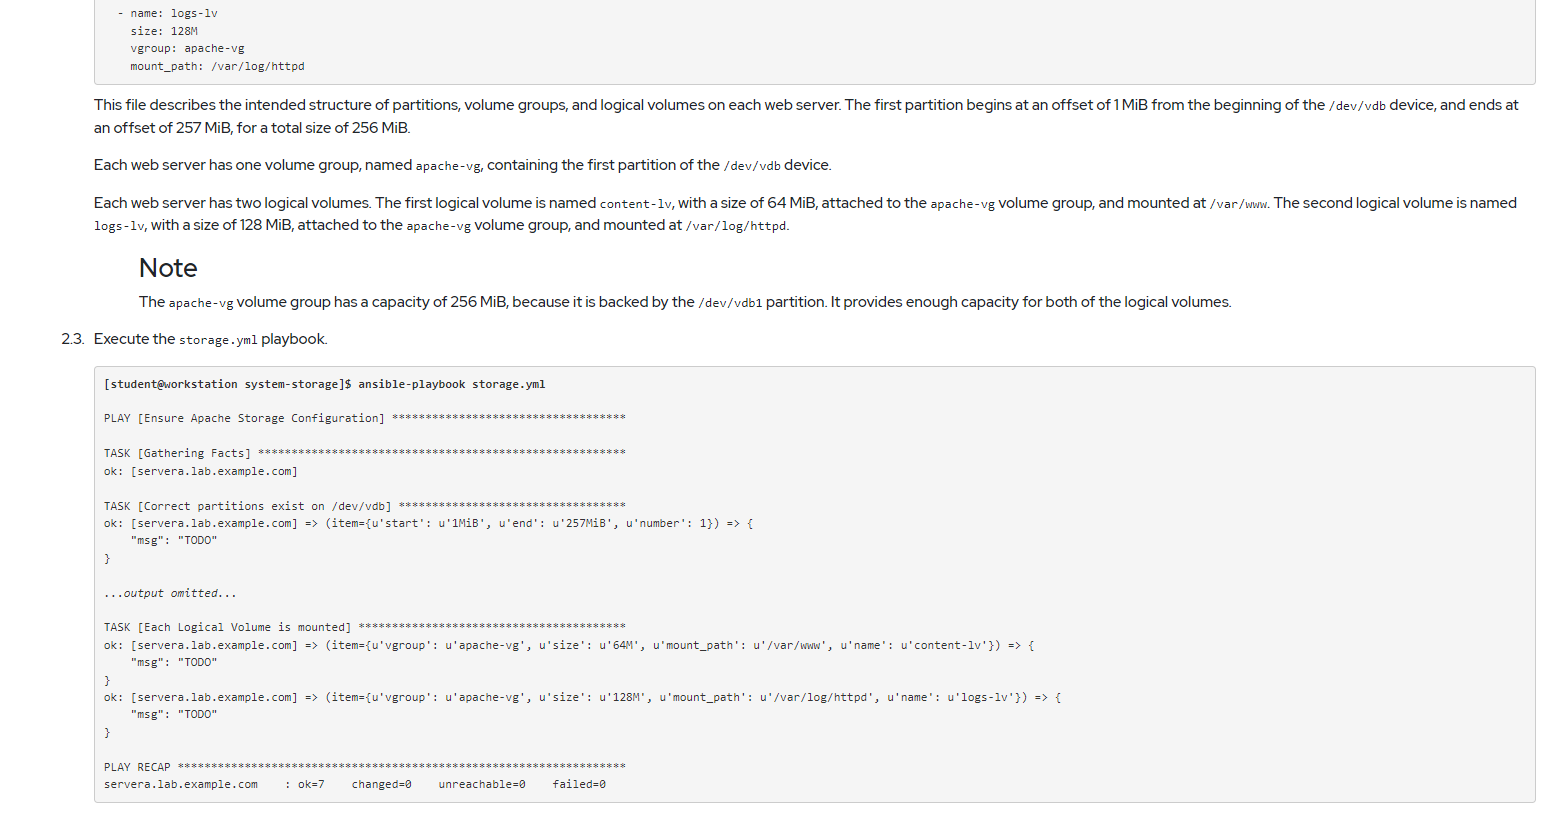 - name: logs-lv
size: 128M
vgroup: apache-vg
mount_path: /var/log/httpd
This file describes the intended structure of partitions, volume groups, and logical volumes on each web server. The first partition begins at an offset of 1 MiB from the beginning of the /dev/vdb device, and ends at
an offset of 257 MiB, for a total size of 256 MiB.
Each web server has one volume group, named apache-vg, containing the first partition of the /dev/vdb device.
Each web server has two logical volumes. The first logical volume is named content-lv, with a size of 64 MiB, attached to the apache-vg volume group, and mounted at /var/www. The second logical volume is named
logs-lv, with a size of 128 MiB, attached to the apache-vg volume group, and mounted at /var/log/httpd.
Note
The apache-vg volume group has a capacity of 256 MiB, because it is backed by the /dev/vdb1 partition. It provides enough capacity for both of the logical volumes.
2.3. Execute the storage.yml playbook.
[student@workstation system-storage]$ ansible-playbook storage.yml
PLAY [Ensure Apache Storage Configuration] ***********************************
TASK [Gathering Facts] *******************************************************
ok: [servera.lab.example.com]
TASK [Correct partitions exist on /dev/vdb] **********************************
ok: [servera.lab.example.com] => (item={u'start': u'1MiB', u'end': u'257MiB', u'number': 1}) => {
"msg": "TODO"
}
...output omitted...
TASK [Each Logical Volume is mounted] ****************************************
ok: [servera.lab.example.com] => (item={u'vgroup': u'apache-vg', u'size': u'64M', u'mount_path': u'/var/www', u'name': u'content-lv'}) => {
"msg": "TODO"
}
ok: [servera.lab.example.com] => (item={u'vgroup': u'apache-vg', u'size': u'128M', u'mount_path': u'/var/log/httpd', u'name': u'logs-lv'}) => {
"msg": "TODO"
}
PLAY RECAP *******************************************************************
servera.lab.example.com : ok=7 changed=0 unreachable=0 failed=0